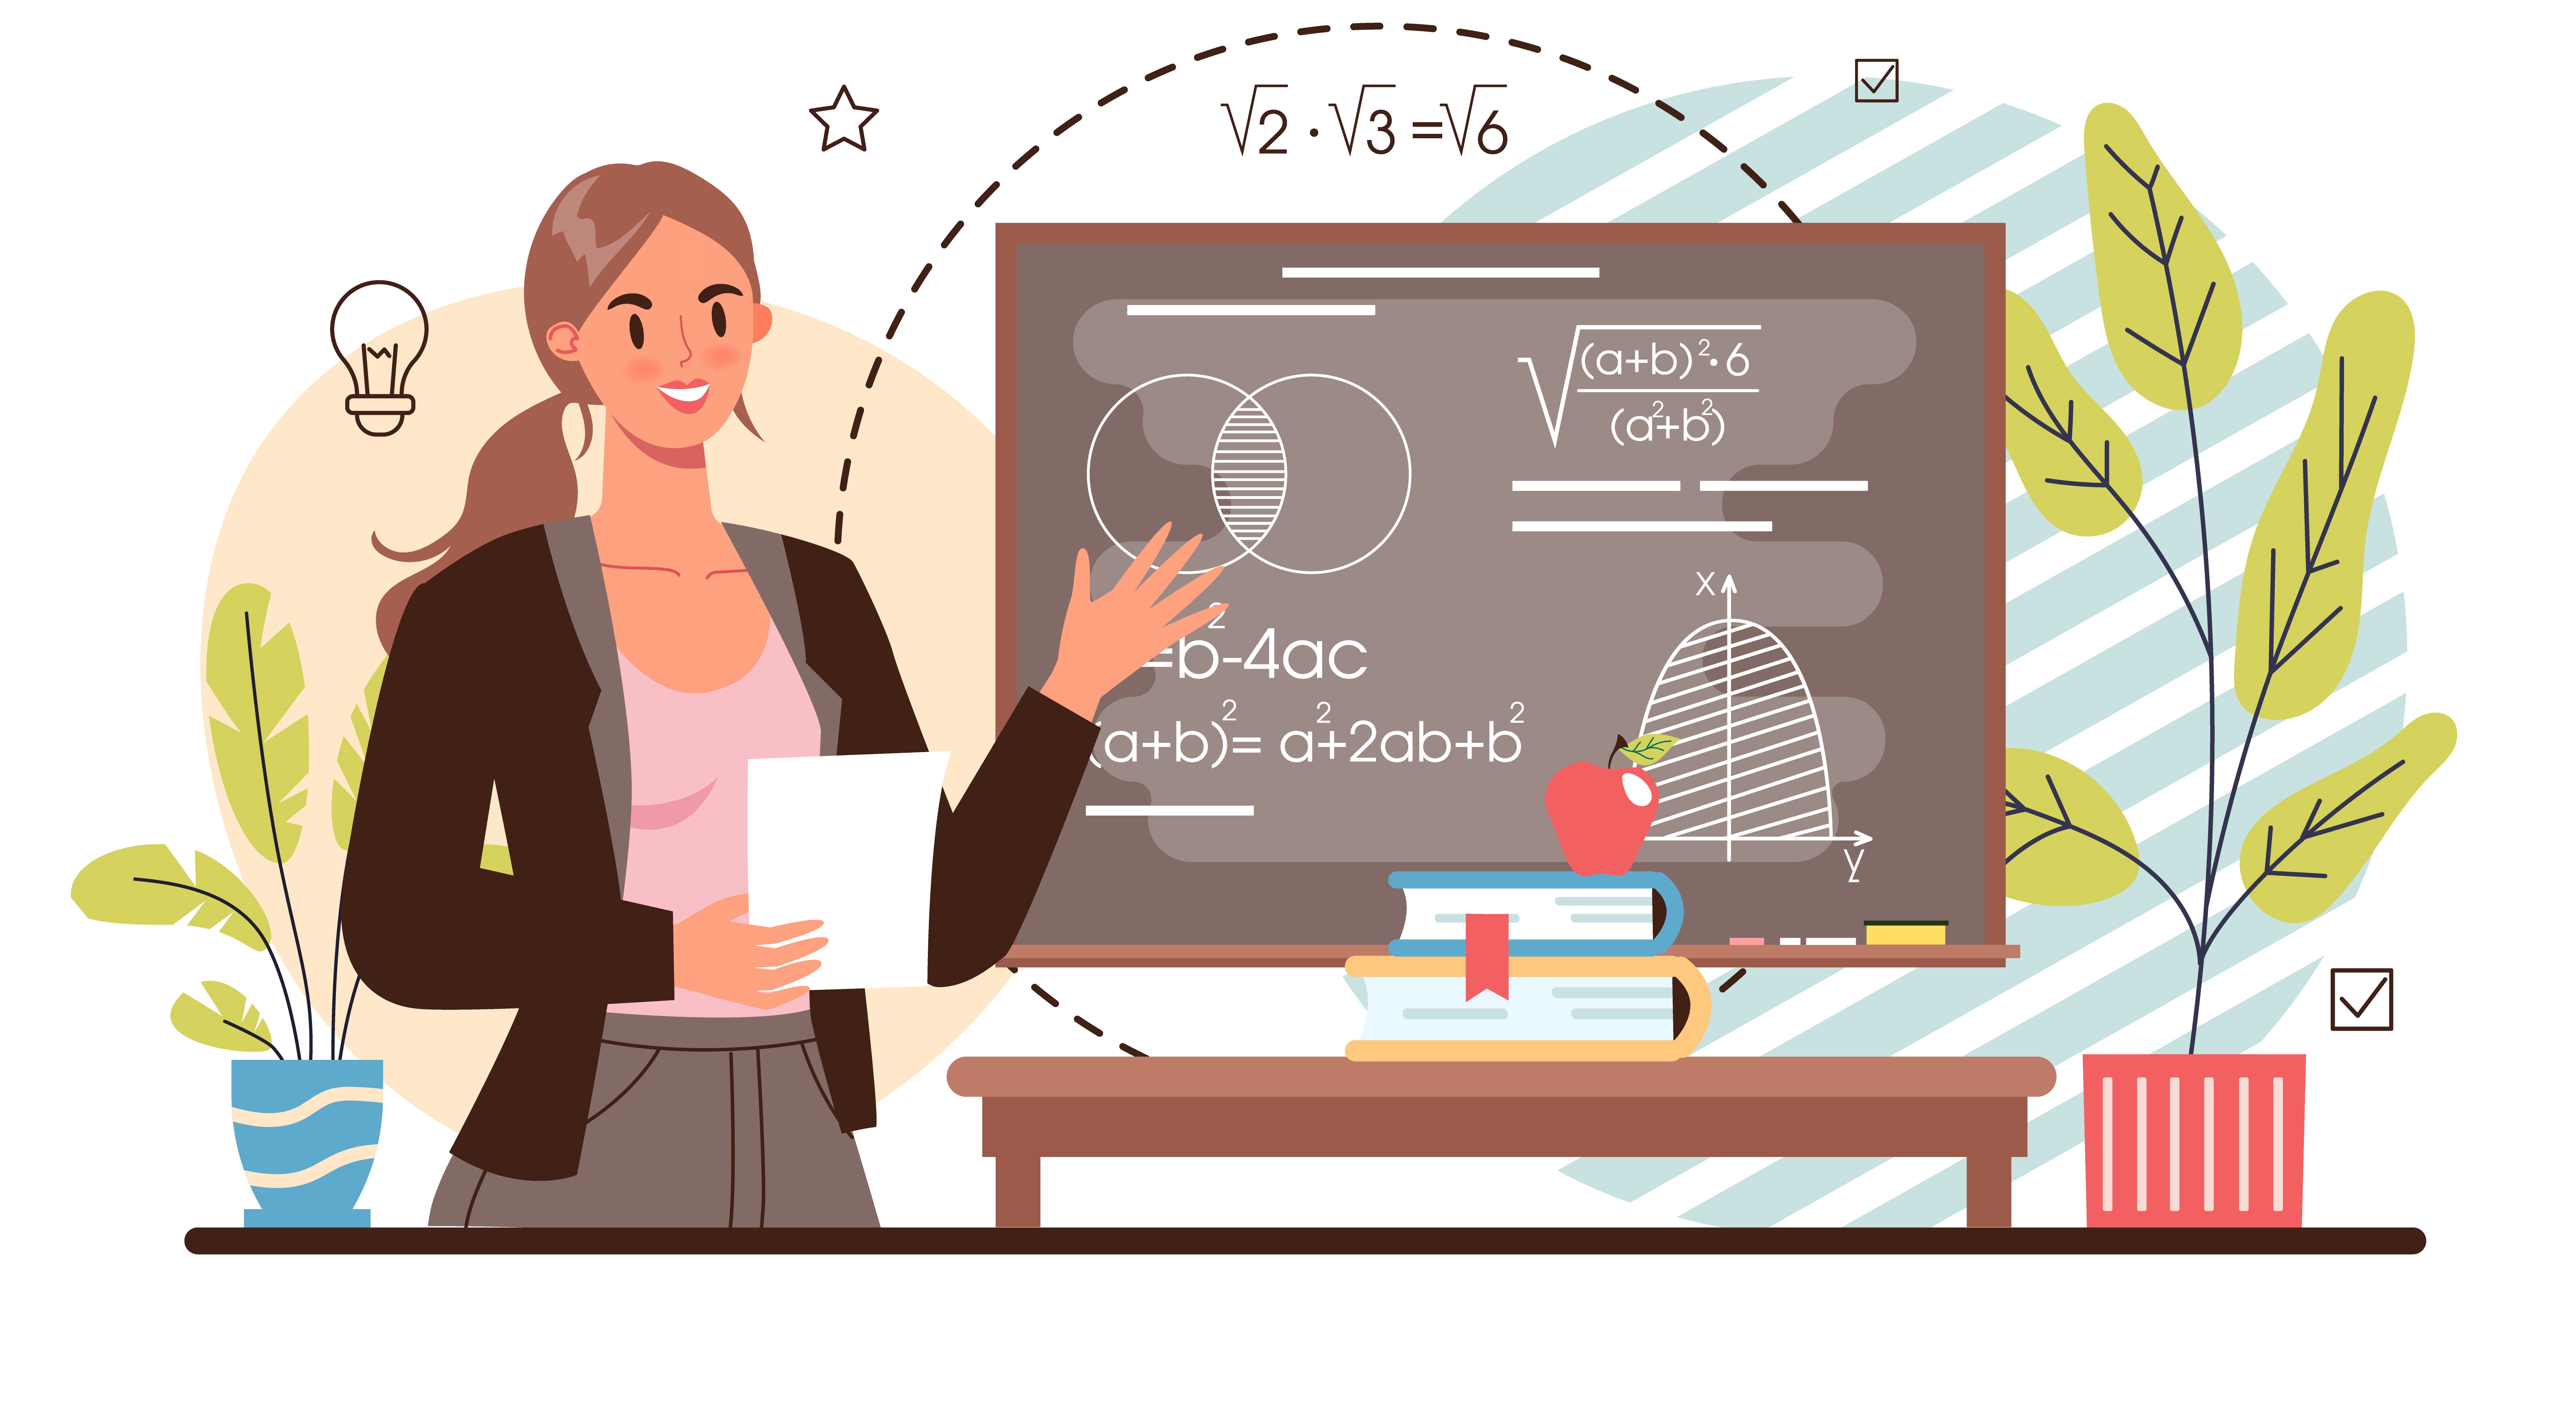 √2 · √3 = √6
√((a+b)²·6 / (a²+b²))
x
=b²-4ac
(a+b)²= a²+2ab+b²
y